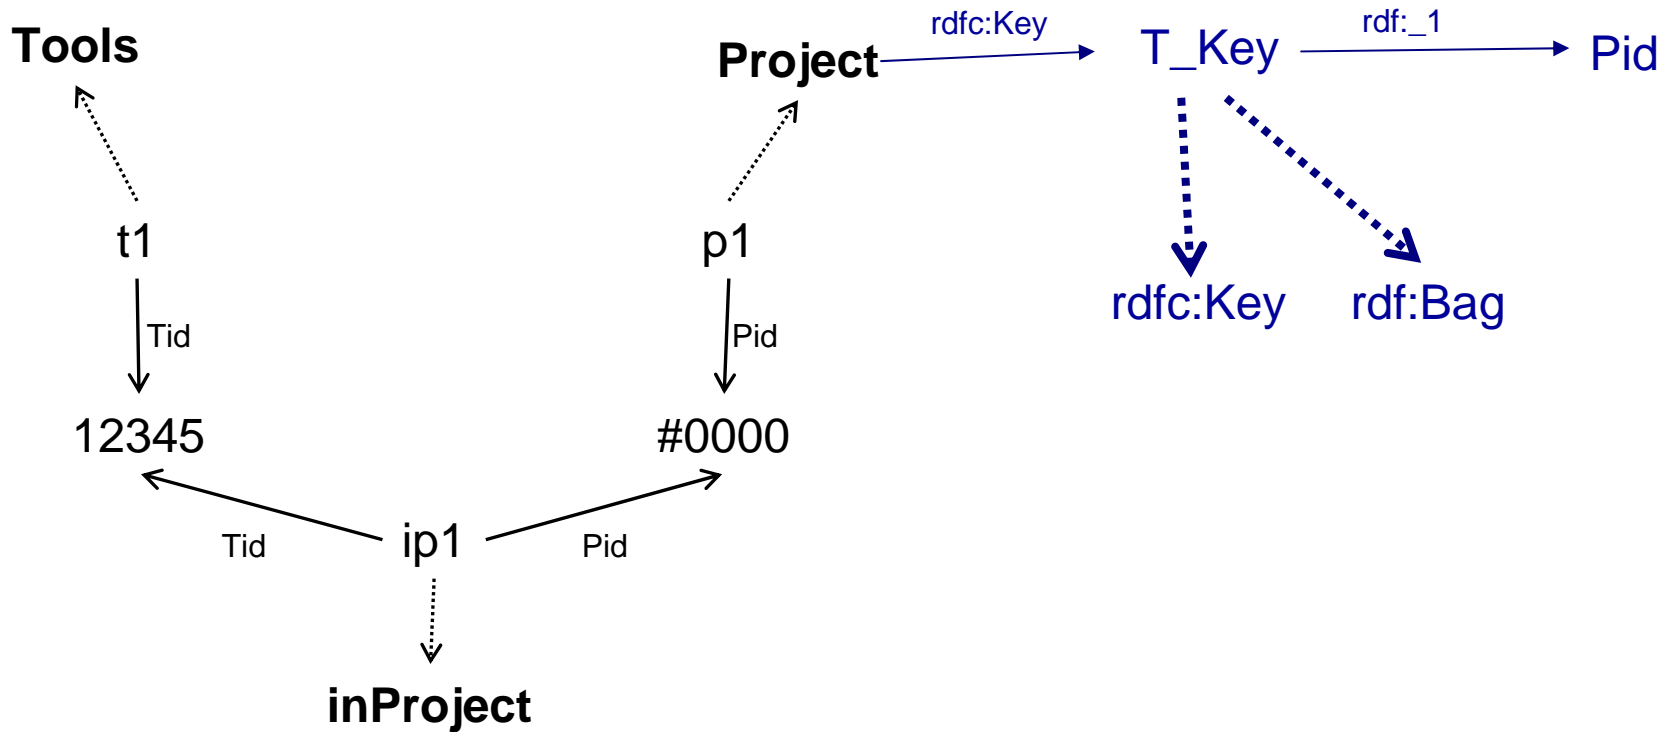 Tools
Project
rdfc:Key
T_Key
rdf:_1
Pid
t1
p1
rdfc:Key
rdf:Bag
Tid
Pid
12345
#0000
Tid
ip1
Pid
inProject